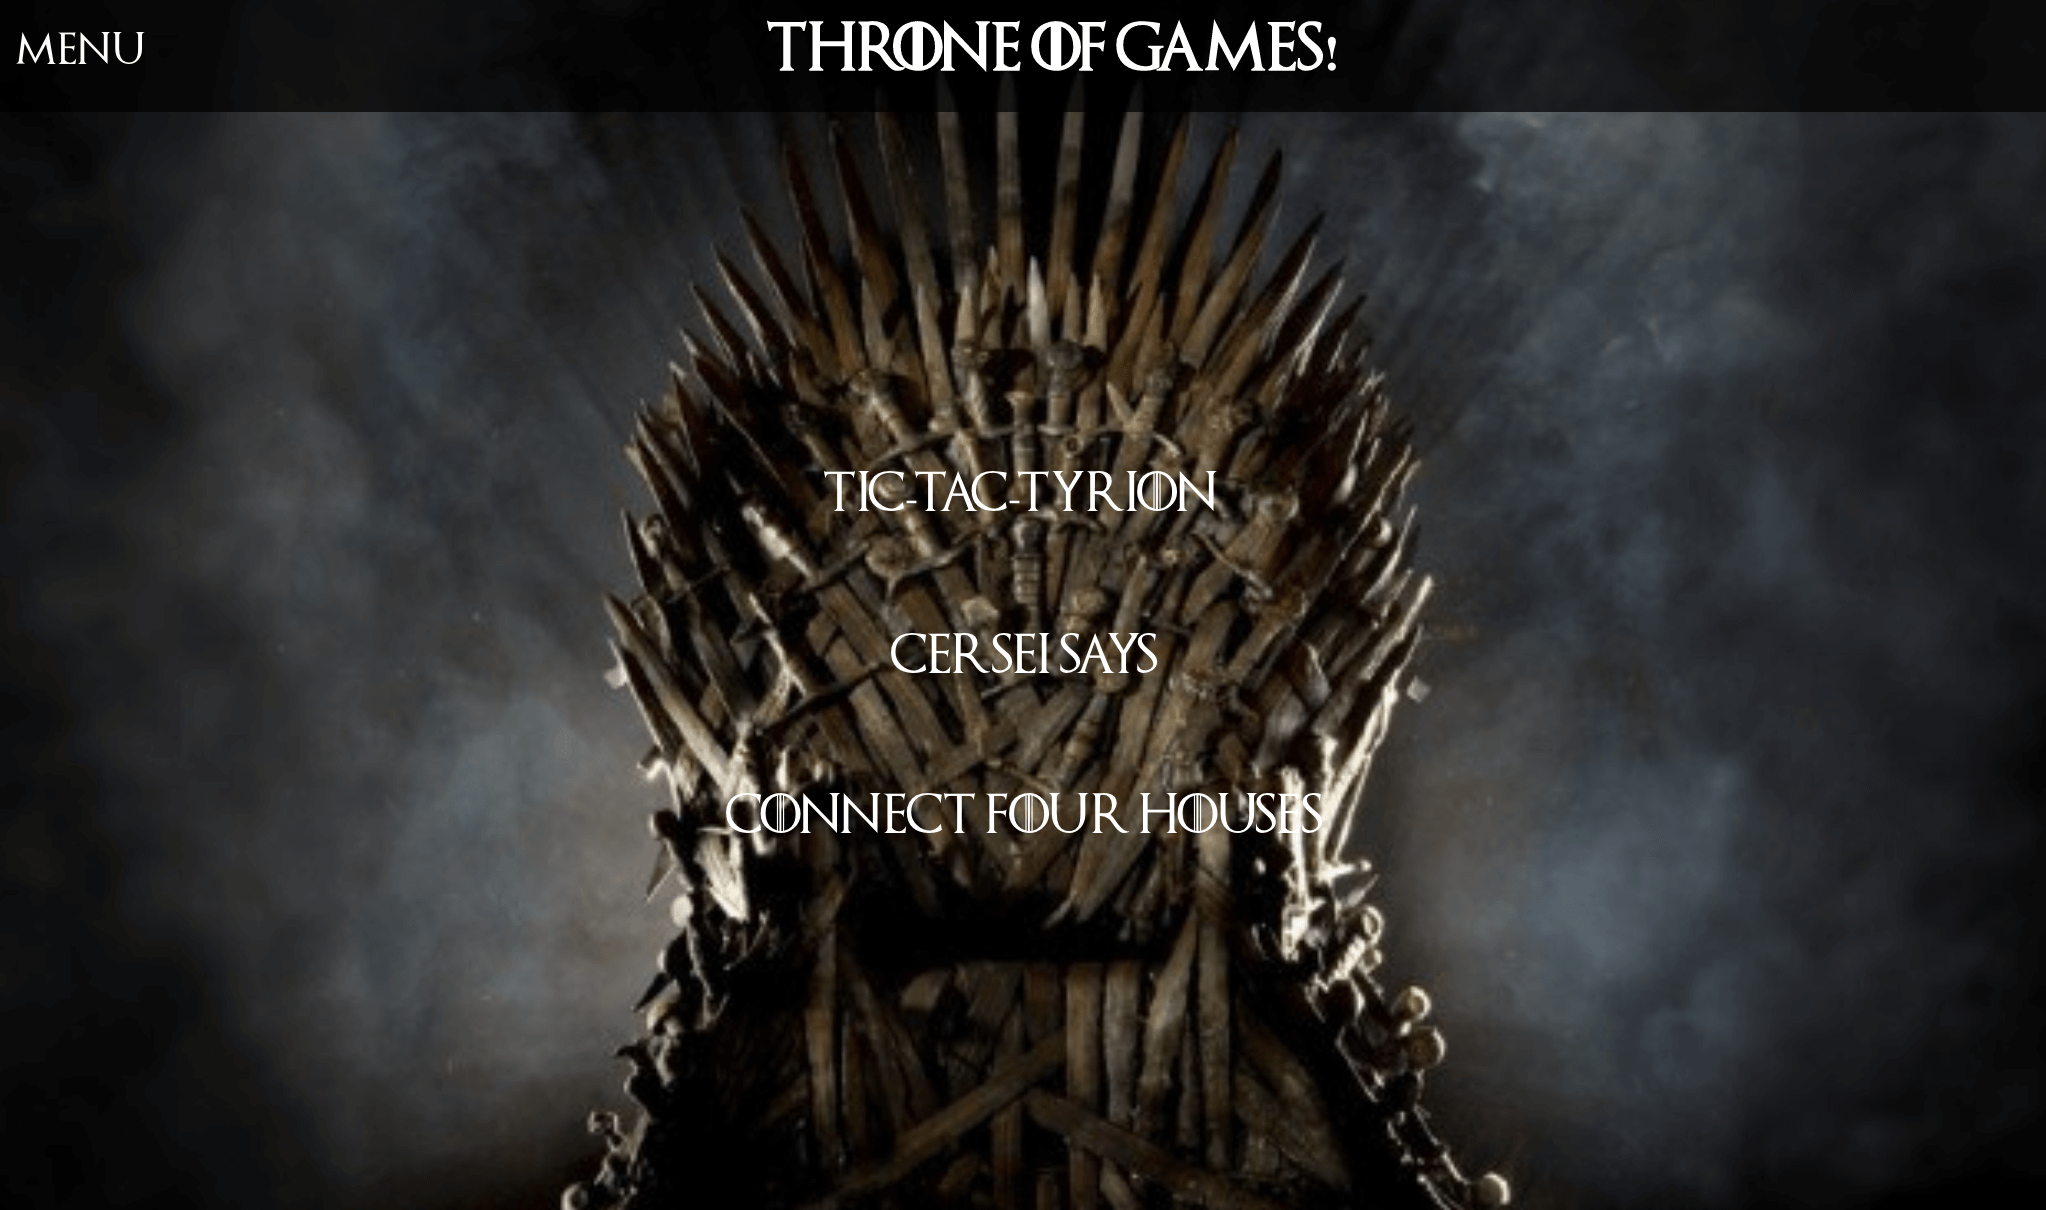 MENU
THRONE OF GAMES!
TIC-TAC-TYRION
CERSEI SAYS
CONNECT FOUR HOUSES